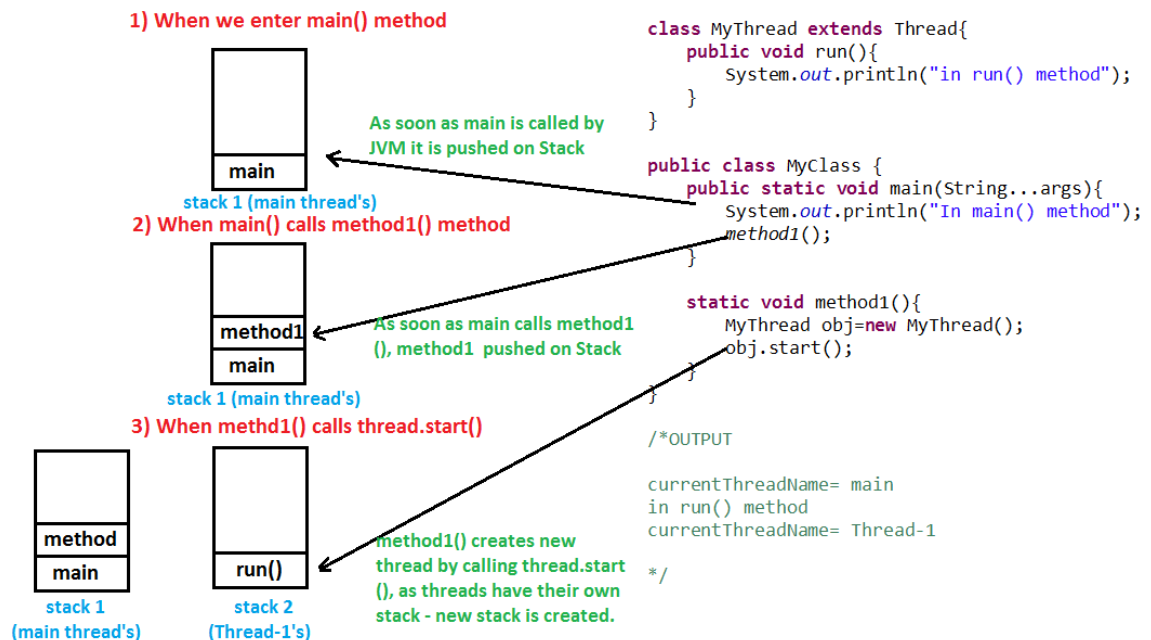 1) When we enter main() method
main
stack 1 (main thread's)
As soon as main is called by
JVM it is pushed on Stack
2) When main() calls method1() method
method1
main
stack 1 (main thread's)
As soon as main calls method1
(), method1 pushed on Stack
3) When methd1() calls thread.start()
method
main
stack 1
(main thread's)
run()
stack 2
(Thread-1's)
method1() creates new
thread by calling thread.start
(), as threads have their own
stack - new stack is created.
class MyThread extends Thread{
public void run(){
System.out.println("in run() method");
}
}
public class MyClass {
public static void main(String...args){
System.out.println("In main() method");
method1();
}
static void method1(){
MyThread obj=new MyThread();
obj.start();
}
}
/*OUTPUT
currentThreadName= main
in run() method
currentThreadName= Thread-1
*/